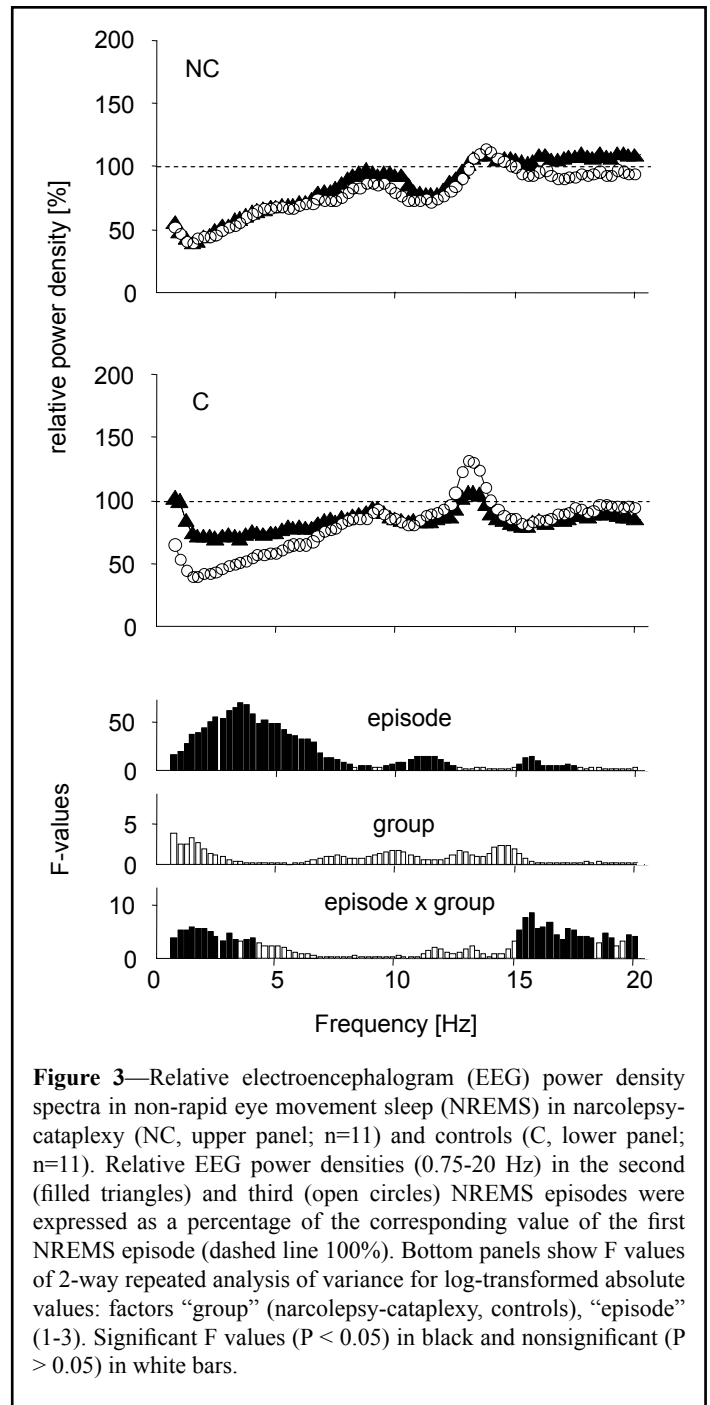 200
NC
150
100
50
0
relative power density [%]
200
C
150
100
50
0
50
episode
0
F-values
5
group
0
10
episode x group
0
0
5
10
15
20
Frequency [Hz]
Figure 3—Relative electroencephalogram (EEG) power density
spectra in non-rapid eye movement sleep (NREMS) in narcolepsy-
cataplexy (NC, upper panel; n=11) and controls (C, lower panel;
n=11). Relative EEG power densities (0.75-20 Hz) in the second
(filled triangles) and third (open circles) NREMS episodes were
expressed as a percentage of the corresponding value of the first
NREMS episode (dashed line 100%). Bottom panels show F values
of 2-way repeated analysis of variance for log-transformed absolute
values: factors “group” (narcolepsy-cataplexy, controls), “episode”
(1-3). Significant F values (P < 0.05) in black and nonsignificant (P
> 0.05) in white bars.